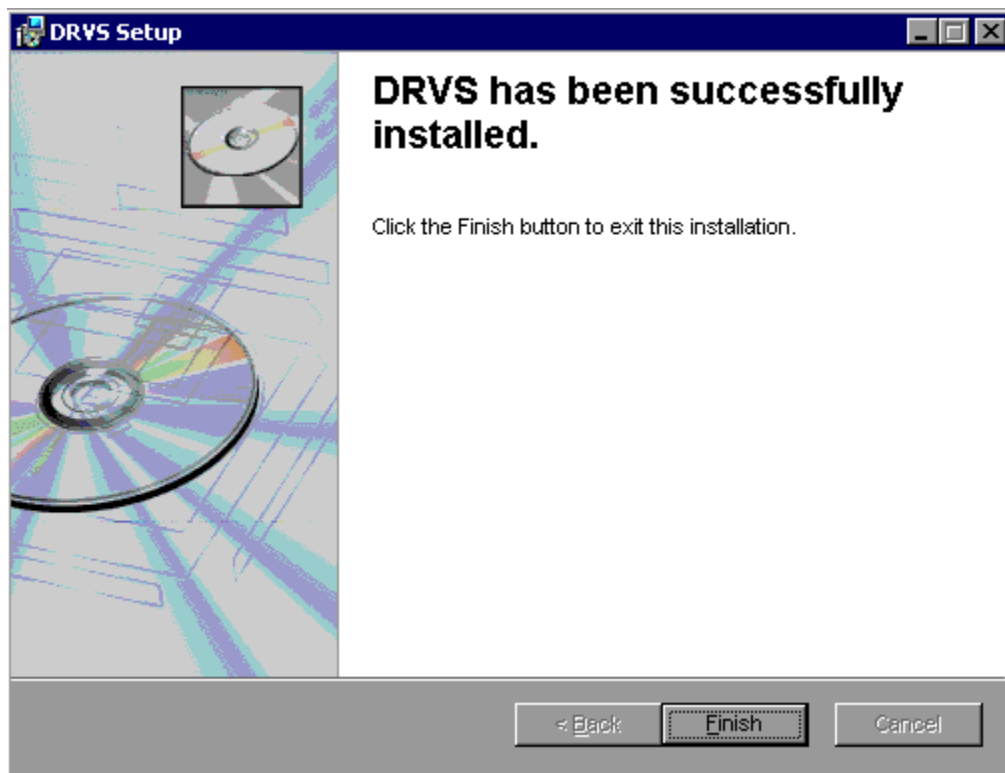 DRVS Setup
DRVS has been successfully
installed.
Click the Finish button to exit this installation.
< Back
Finish
Cancel